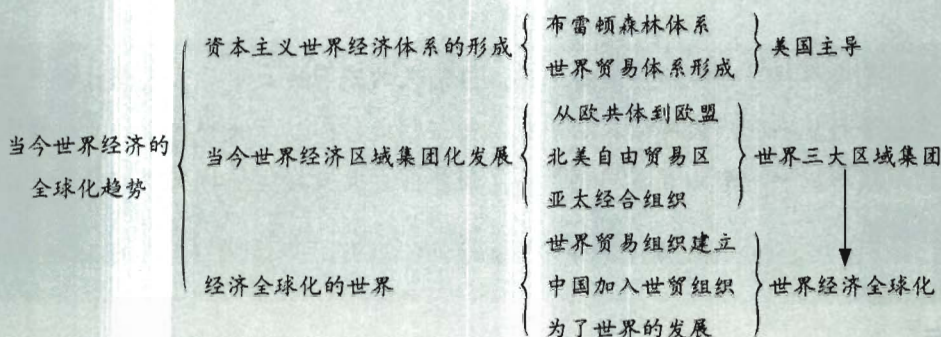 当今世界经济的
全球化趋势
资本主义世界经济体系的形成
布雷顿森林体系
世界贸易体系形成
美国主导
当今世界经济区域集团化发展
从欧共体到欧盟
北美自由贸易区
亚太经合组织
世界三大区域集团
经济全球化的世界
世界贸易组织建立
中国加入世贸组织
为了世界的发展
世界经济全球化